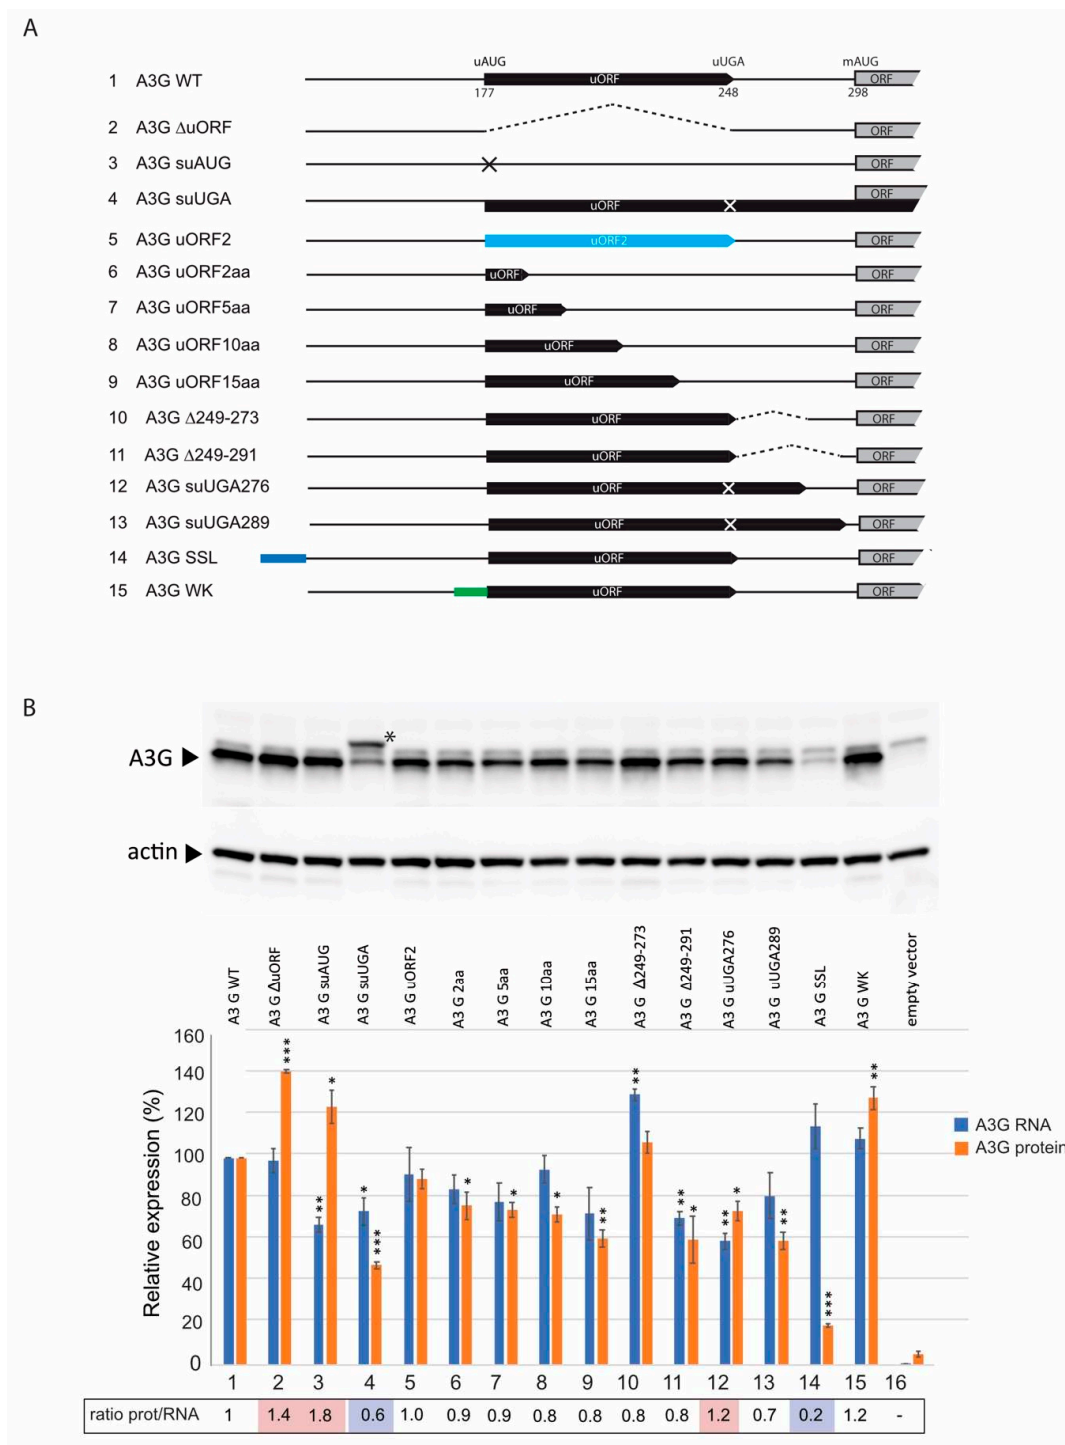 A
uAUG uUGA mAUG
1 A3G WT uORF ORF
177 248 298
2 A3G ΔuORF ORF
3 A3G suAUG ORF
4 A3G suUGA uORF ORF
5 A3G uORF2 uORF2 ORF
6 A3G uORF2aa uORF ORF
7 A3G uORF5aa uORF ORF
8 A3G uORF10aa uORF ORF
9 A3G uORF15aa uORF ORF
10 A3G Δ249-273 uORF ORF
11 A3G Δ249-291 uORF ORF
12 A3G suUGA276 uORF ORF
13 A3G suUGA289 uORF ORF
14 A3G SSL uORF ORF
15 A3G WK uORF ORF
B
A3G *
actin
A3 G WT
A3 G ΔuORF
A3 G suAUG
A3 G suUGA
A3 G uORF2
A3 G 2aa
A3 G 5aa
A3 G 10aa
A3 G 15aa
A3 G Δ249-273
A3 G Δ249-291
A3 G uUGA276
A3 G uUGA289
A3 G SSL
A3 G WK
empty vector
Relative expression (%)
160
140
120
100
80
60
40
20
0
*** ** * * *** * * * ** ** ** * ** * ** *** **
A3G RNA
A3G protein
1 2 3 4 5 6 7 8 9 10 11 12 13 14 15 16
ratio prot/RNA 1 1.4 1.8 0.6 1.0 0.9 0.9 0.8 0.8 0.8 0.8 1.2 0.7 0.2 1.2 -